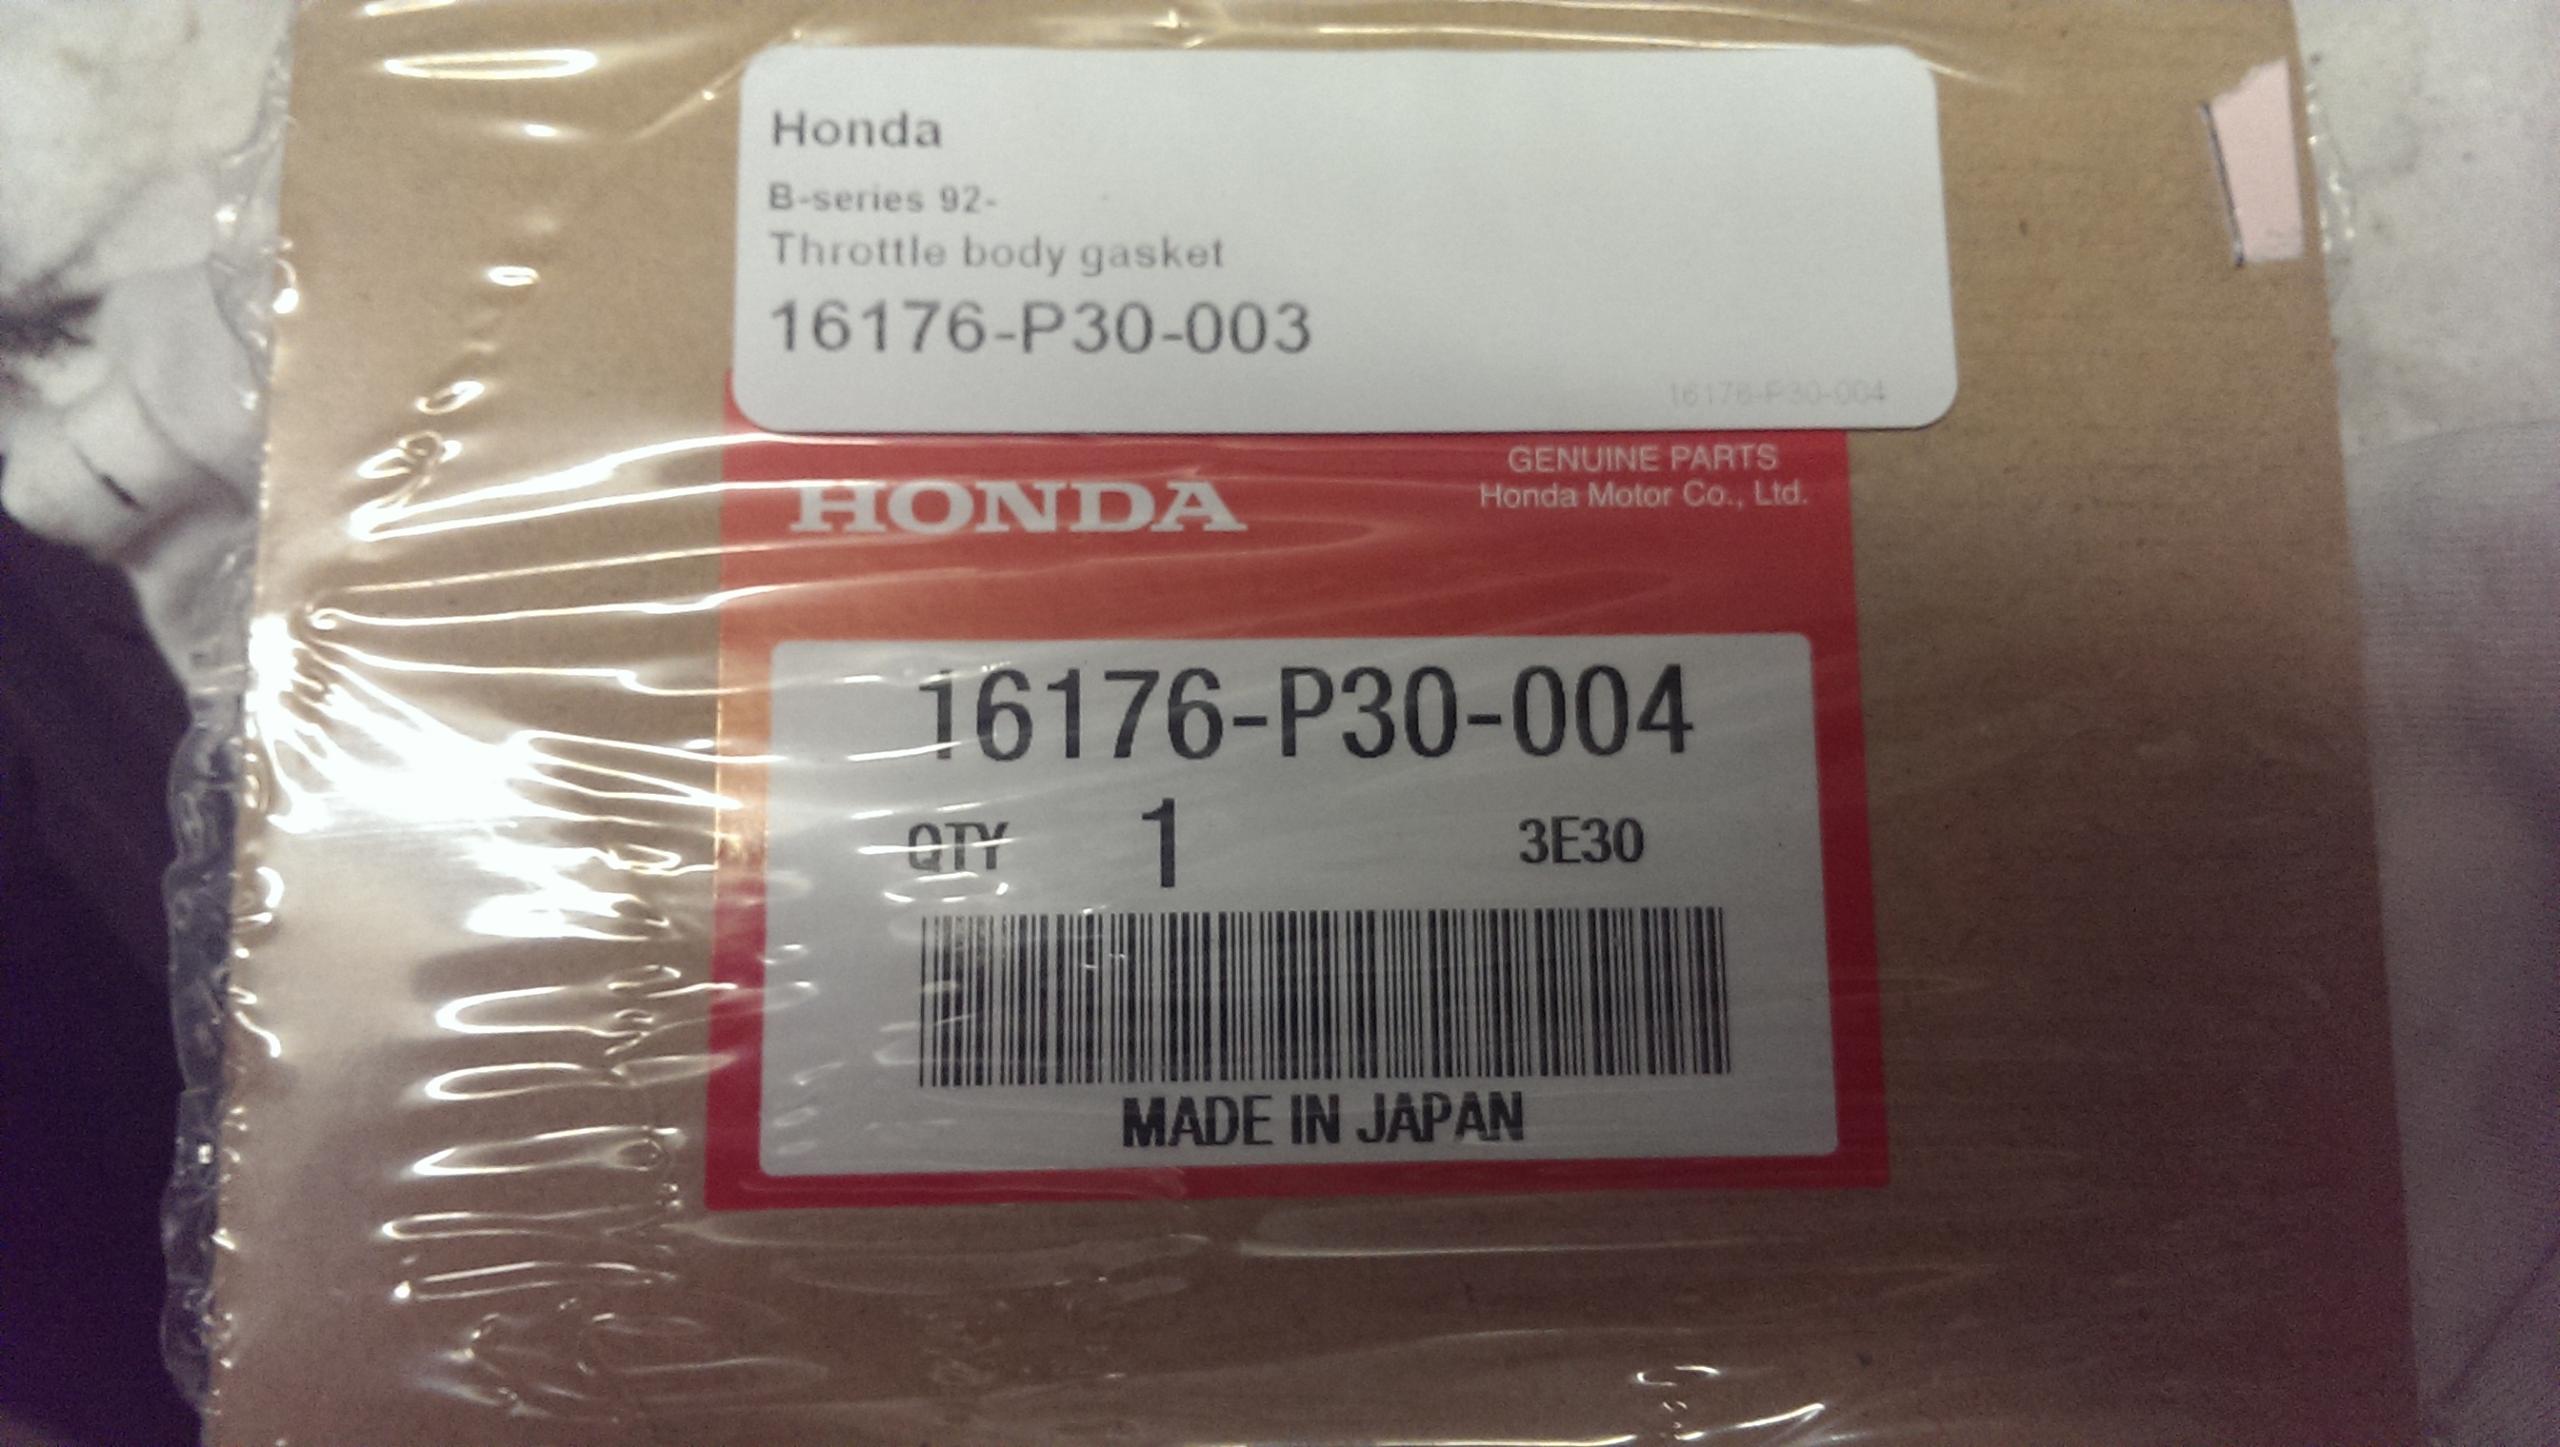 Honda
B-series 92-
Throttle body gasket
16176-P30-003
16176-P30-004
HONDA
GENUINE PARTS
Honda Motor Co., Ltd.
16176-P30-004
QTY 1 3E30
MADE IN JAPAN